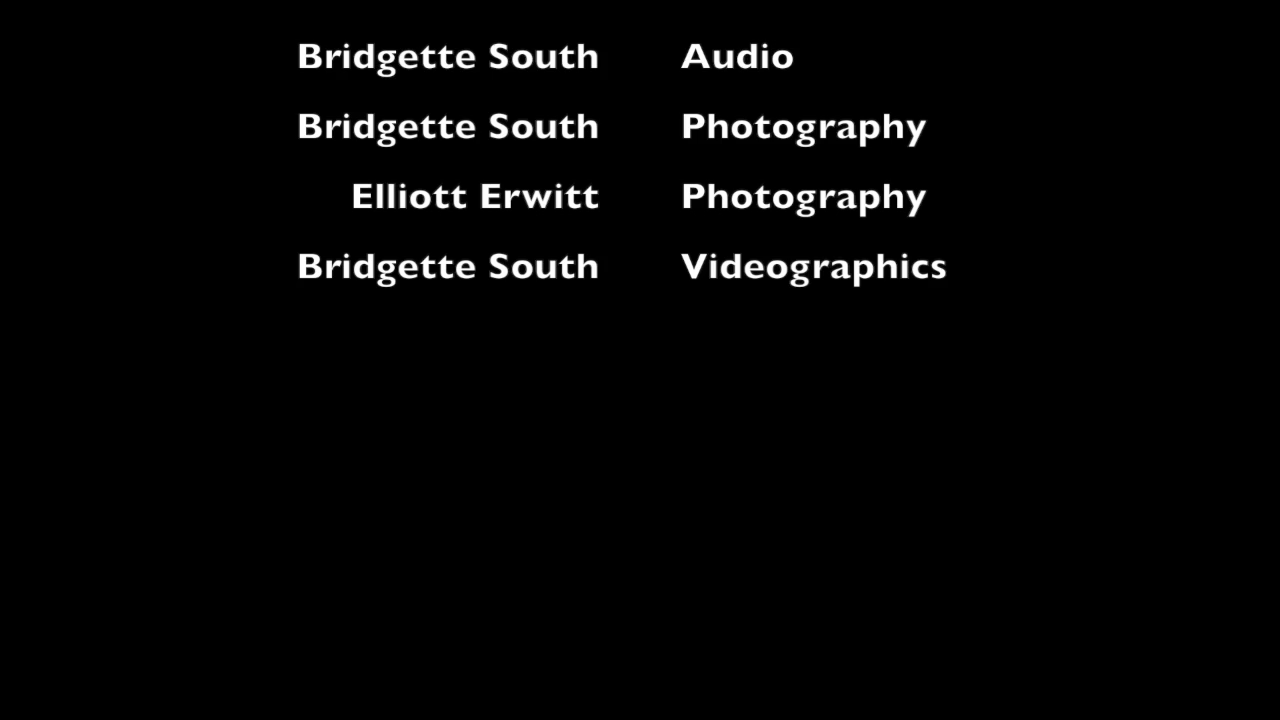 Bridgette South Audio
Bridgette South Photography
Elliott Erwitt Photography
Bridgette South Videographics